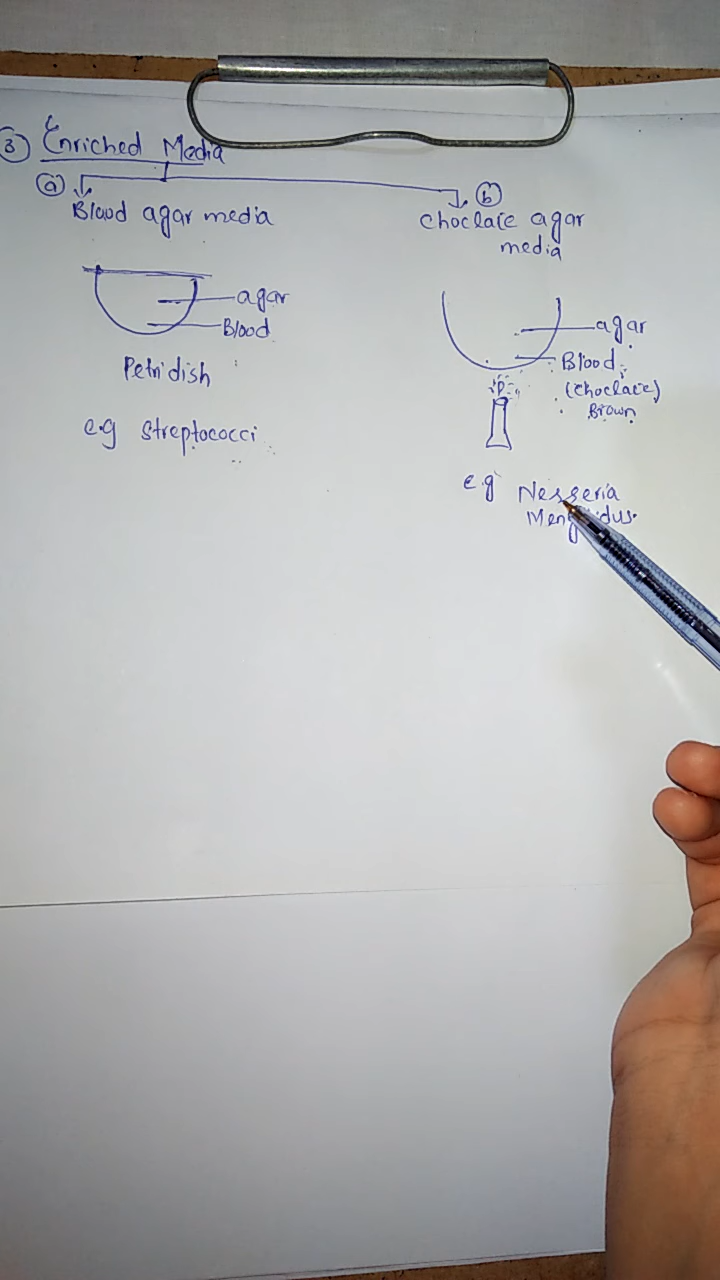 ③ Enriched Media
ⓐ
Blood agar media
agar
Blood
Petridish
e.g Streptococci
ⓑ
Choclate agar
media
agar
Blood
(Choclate)
Brown
e.g Nesseria